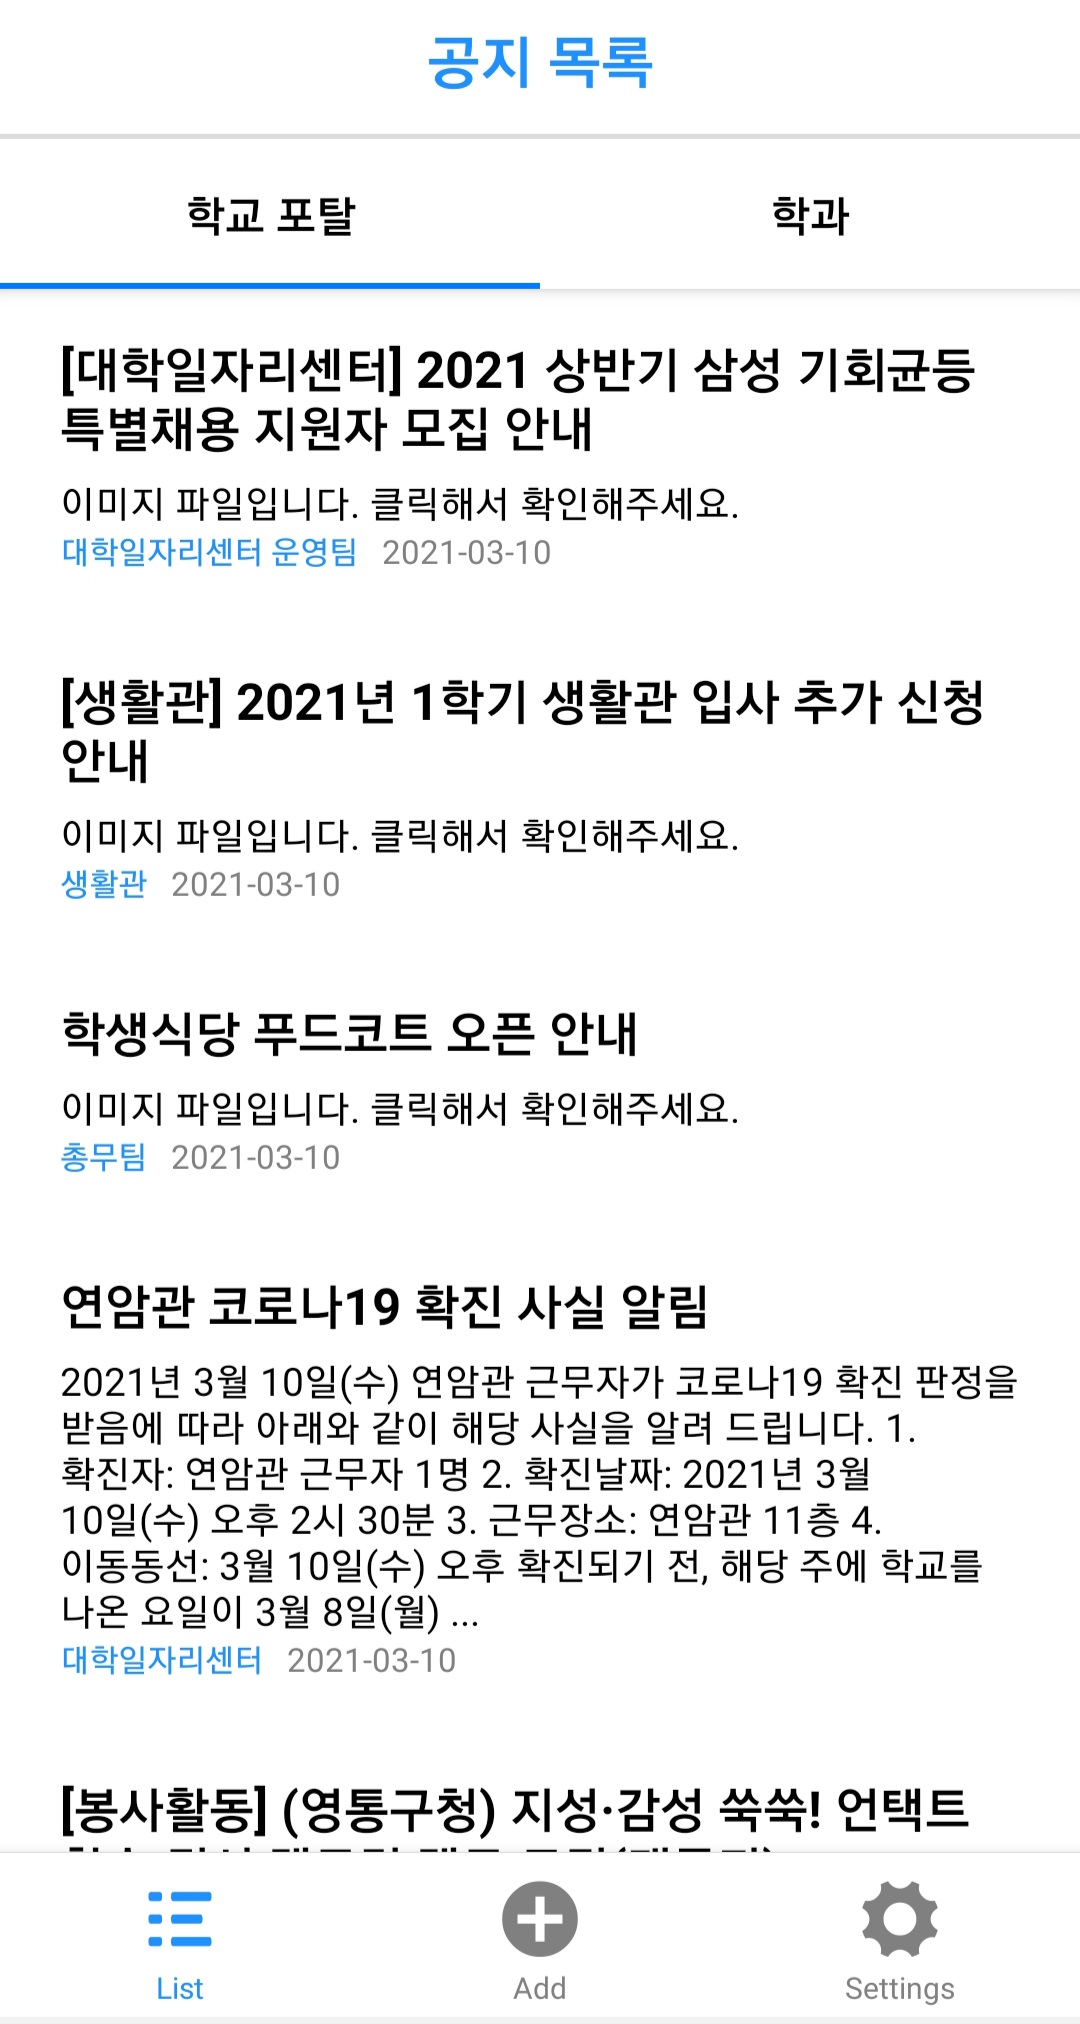 공지 목록
학교 포탈
학과
[대학일자리센터] 2021 상반기 삼성 기회균등
특별채용 지원자 모집 안내
이미지 파일입니다. 클릭해서 확인해주세요.
대학일자리센터 운영팀 2021-03-10
[생활관] 2021년 1학기 생활관 입사 추가 신청
안내
이미지 파일입니다. 클릭해서 확인해주세요.
생활관 2021-03-10
학생식당 푸드코트 오픈 안내
이미지 파일입니다. 클릭해서 확인해주세요.
총무팀 2021-03-10
연암관 코로나19 확진 사실 알림
2021년 3월 10일(수) 연암관 근무자가 코로나19 확진 판정을
받음에 따라 아래와 같이 해당 사실을 알려 드립니다. 1.
확진자: 연암관 근무자 1명 2. 확진날짜: 2021년 3월
10일(수) 오후 2시 30분 3. 근무장소: 연암관 11층 4.
이동동선: 3월 10일(수) 오후 확진되기 전, 해당 주에 학교를
나온 요일이 3월 8일(월) ...
대학일자리센터 2021-03-10
[봉사활동] (영통구청) 지성·감성 쑥쑥! 언택트
List
Add
Settings